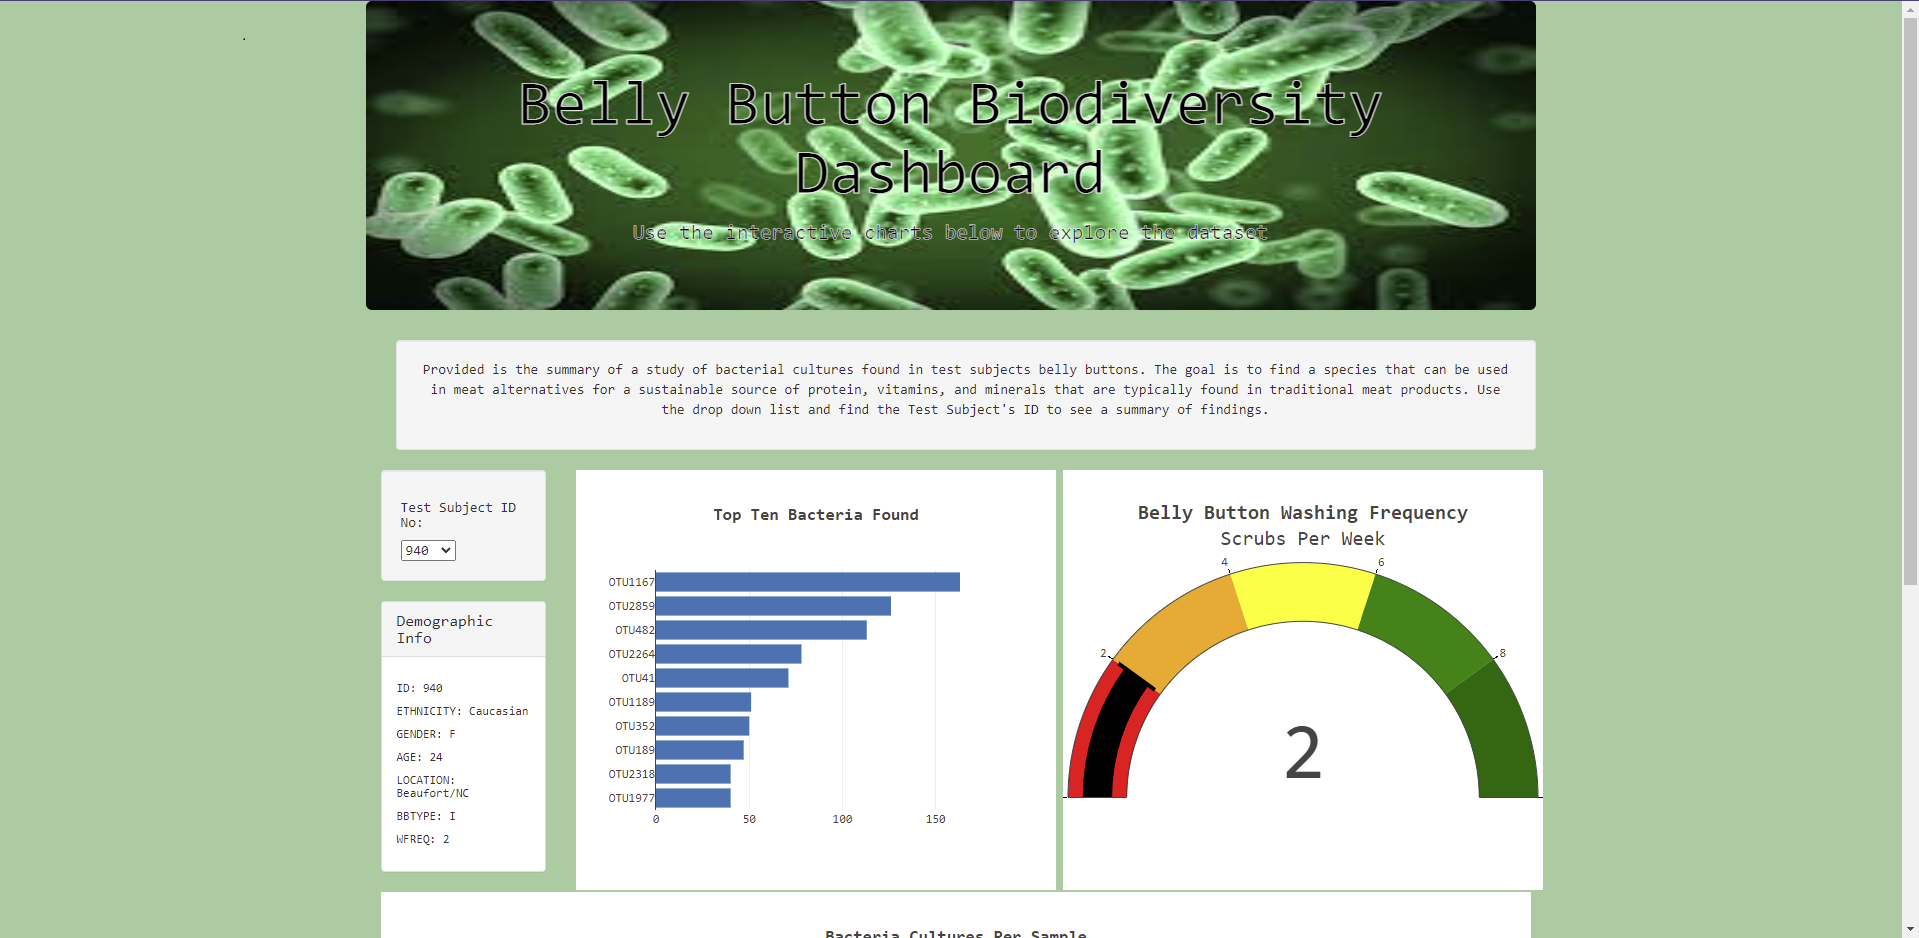 Belly Button Biodiversity
Dashboard
Use the interactive charts below to explore the dataset
Provided is the summary of a study of bacterial cultures found in test subjects belly buttons. The goal is to find a species that can be used
in meat alternatives for a sustainable source of protein, vitamins, and minerals that are typically found in traditional meat products. Use
the drop down list and find the Test Subject's ID to see a summary of findings.
Test Subject ID
No:
940
Demographic
Info
ID: 940
ETHNICITY: Caucasian
GENDER: F
AGE: 24
LOCATION:
Beaufort/NC
BBTYPE: I
WFREQ: 2
Top Ten Bacteria Found
OTU1167
OTU2859
OTU482
OTU2264
OTU41
OTU1189
OTU352
OTU189
OTU2318
OTU1977
0 50 100 150
Belly Button Washing Frequency
Scrubs Per Week
4 6
2 8
2
Bacteria Cultures Per Sample